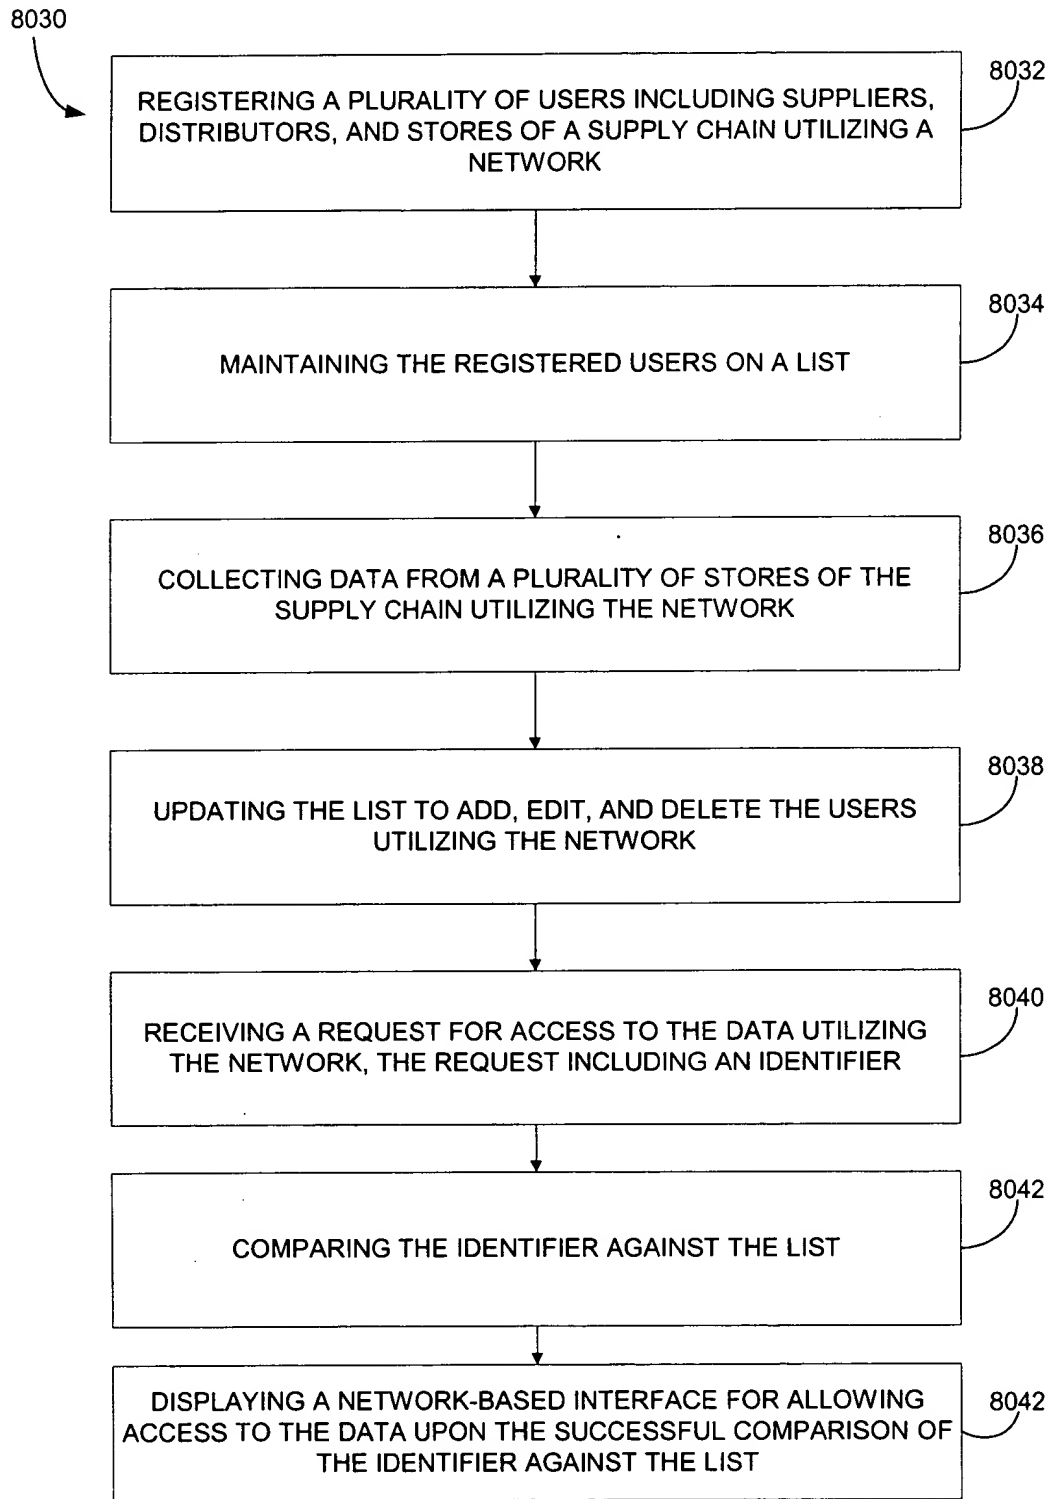 8030
8032
REGISTERING A PLURALITY OF USERS INCLUDING SUPPLIERS,
DISTRIBUTORS, AND STORES OF A SUPPLY CHAIN UTILIZING A
NETWORK
8034
MAINTAINING THE REGISTERED USERS ON A LIST
8036
COLLECTING DATA FROM A PLURALITY OF STORES OF THE
SUPPLY CHAIN UTILIZING THE NETWORK
8038
UPDATING THE LIST TO ADD, EDIT, AND DELETE THE USERS
UTILIZING THE NETWORK
8040
RECEIVING A REQUEST FOR ACCESS TO THE DATA UTILIZING
THE NETWORK, THE REQUEST INCLUDING AN IDENTIFIER
8042
COMPARING THE IDENTIFIER AGAINST THE LIST
8042
DISPLAYING A NETWORK-BASED INTERFACE FOR ALLOWING
ACCESS TO THE DATA UPON THE SUCCESSFUL COMPARISON OF
THE IDENTIFIER AGAINST THE LIST